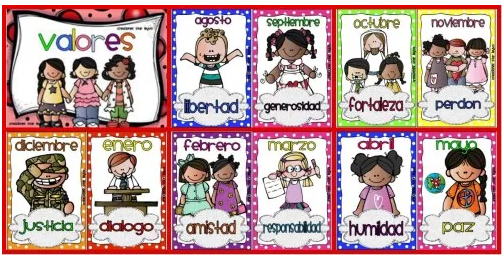 valores
agosto
libertad
septiembre
generosidad
octubre
fortaleza
noviembre
perdon
diciembre
justicia
enero
dialogo
febrero
amistad
marzo
responsabilidad
abril
humildad
mayo
paz